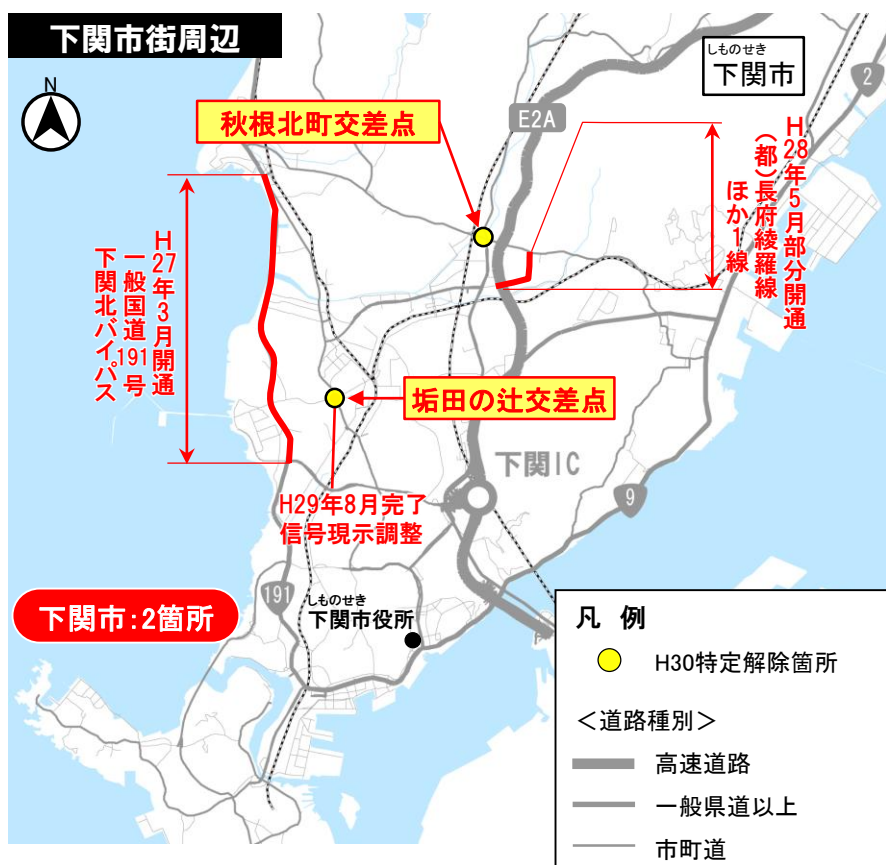 下関市街周辺
N
しものせき
下関市
2
E2A
秋根北町交差点
H28年5月部分開通
(都)長府綾羅線
ほか1線
H27年3月開通
一般国道191号
下関北バイパス
垢田の辻交差点
下関IC
H29年8月完了
信号現示調整
9
191
しものせき
下関市役所
下関市:2箇所
凡 例
H30特定解除箇所
<道路種別>
高速道路
一般県道以上
市町道